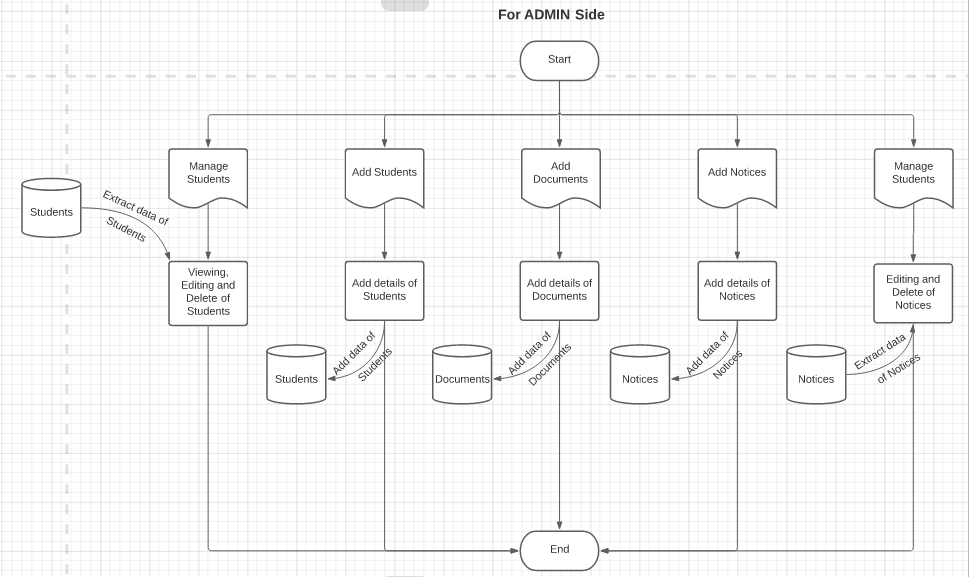 For ADMIN Side
Start
Manage
Students
Add Students
Add
Documents
Add Notices
Manage
Students
Students
Extract data of
Students
Viewing,
Editing and
Delete of
Students
Add details of
Students
Add details of
Documents
Add details of
Notices
Editing and
Delete of
Notices
Students
Add data of
Students
Documents
Add data of
Documents
Notices
Add data of
Notices
Notices
Extract data
of Notices
End